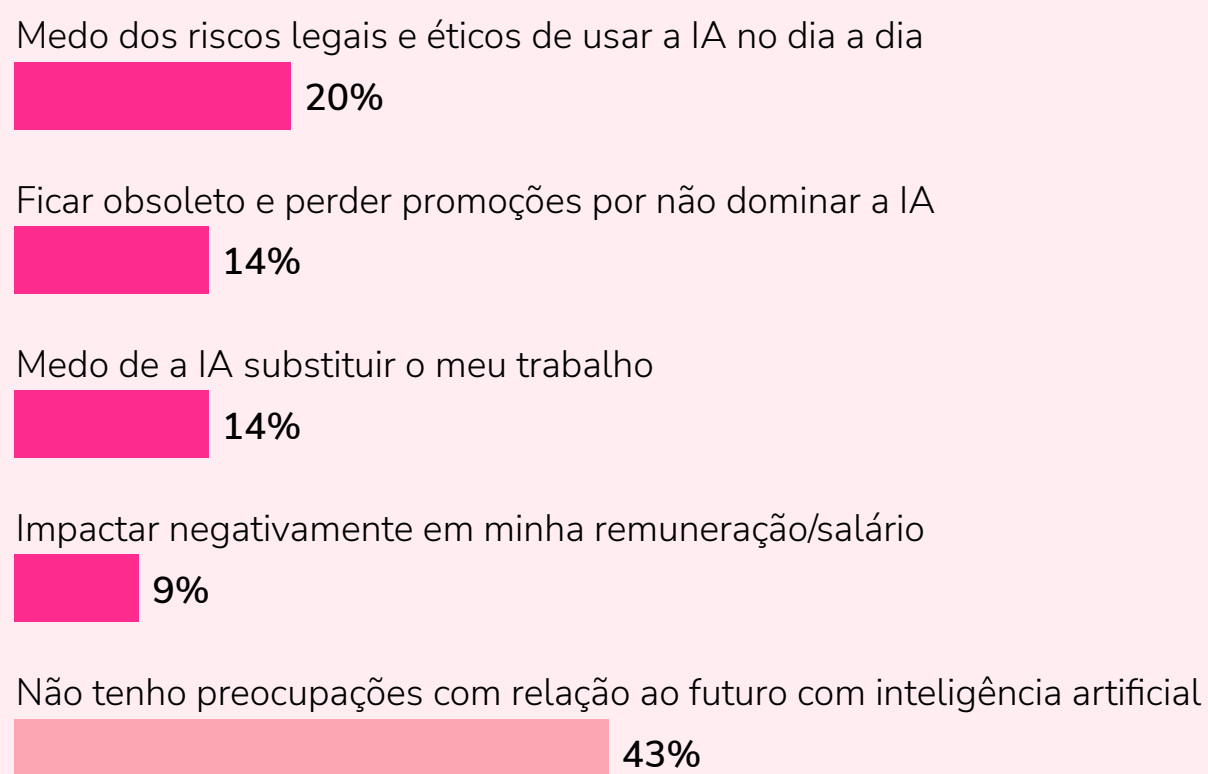 Medo dos riscos legais e éticos de usar a IA no dia a dia
20%
Ficar obsoleto e perder promoções por não dominar a IA
14%
Medo de a IA substituir o meu trabalho
14%
Impactar negativamente em minha remuneração/salário
9%
Não tenho preocupações com relação ao futuro com inteligência artificial
43%